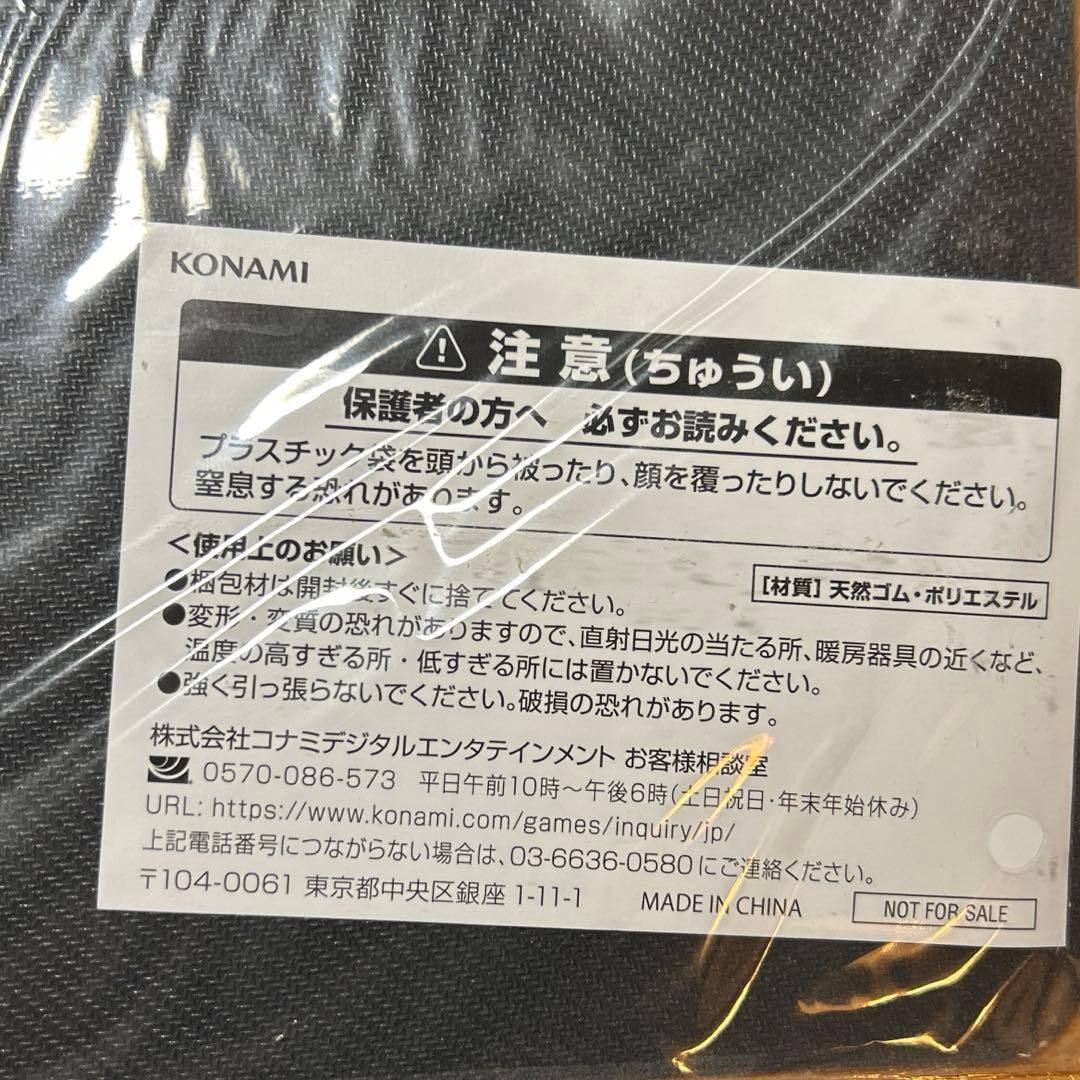 KONAMI
注意(ちゅうい)
保護者の方へ 必ずお読みください。
プラスチック袋を頭から被ったり、顔を覆ったりしないでください。
窒息する恐れがあります。
<使用上のお願い>
[材質] 天然ゴム・ポリエステル
●梱包材は開封後すぐに捨ててください。
●変形・変質の恐れがありますので、直射日光の当たる所、暖房器具の近くなど、
温度の高すぎる所・低すぎる所には置かないでください。
●強く引っ張らないでください。破損の恐れがあります。
株式会社コナミデジタルエンタテインメント お客様相談室
0570-086-573 平日午前10時〜午後6時(土日祝日・年末年始休み)
URL: https://www.konami.com/games/inquiry/jp/
上記電話番号につながらない場合は、03-6636-0580にご連絡ください。
〒104-0061 東京都中央区銀座 1-11-1 MADE IN CHINA NOT FOR SALE